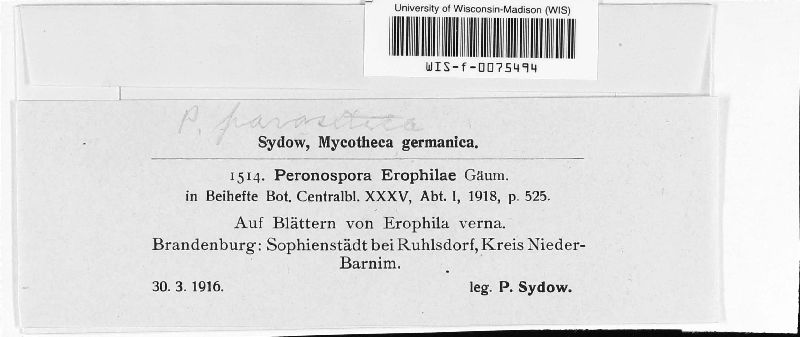 University of Wisconsin-Madison (WIS)
WIS-f-0075494
P. parasitica
Sydow, Mycotheca germanica.
1514. Peronospora Erophilae Gäum.
in Beihefte Bot. Centralbl. XXXV, Abt. I, 1918, p. 525.
Auf Blättern von Erophila verna.
Brandenburg: Sophienstädt bei Ruhlsdorf, Kreis Nieder-
Barnim.
30. 3. 1916. leg. P. Sydow.